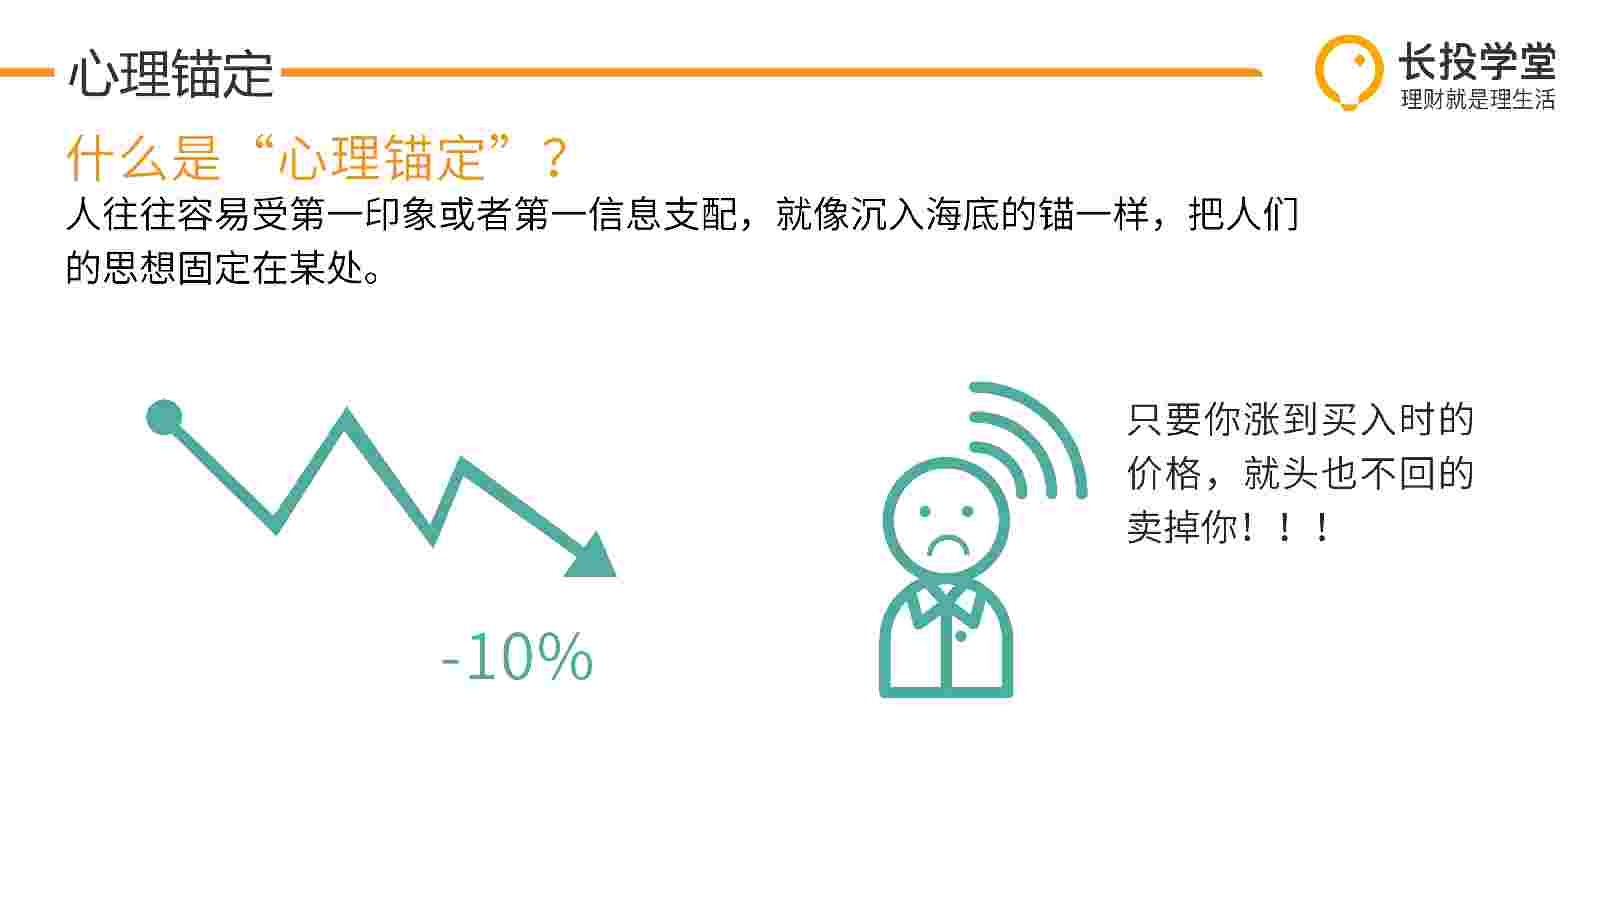 心理锚定
长投学堂
理财就是理生活
什么是“心理锚定”？
人往往容易受第一印象或者第一信息支配，就像沉入海底的锚一样，把人们
的思想固定在某处。
只要你涨到买入时的
价格，就头也不回的
卖掉你！！！
-10%